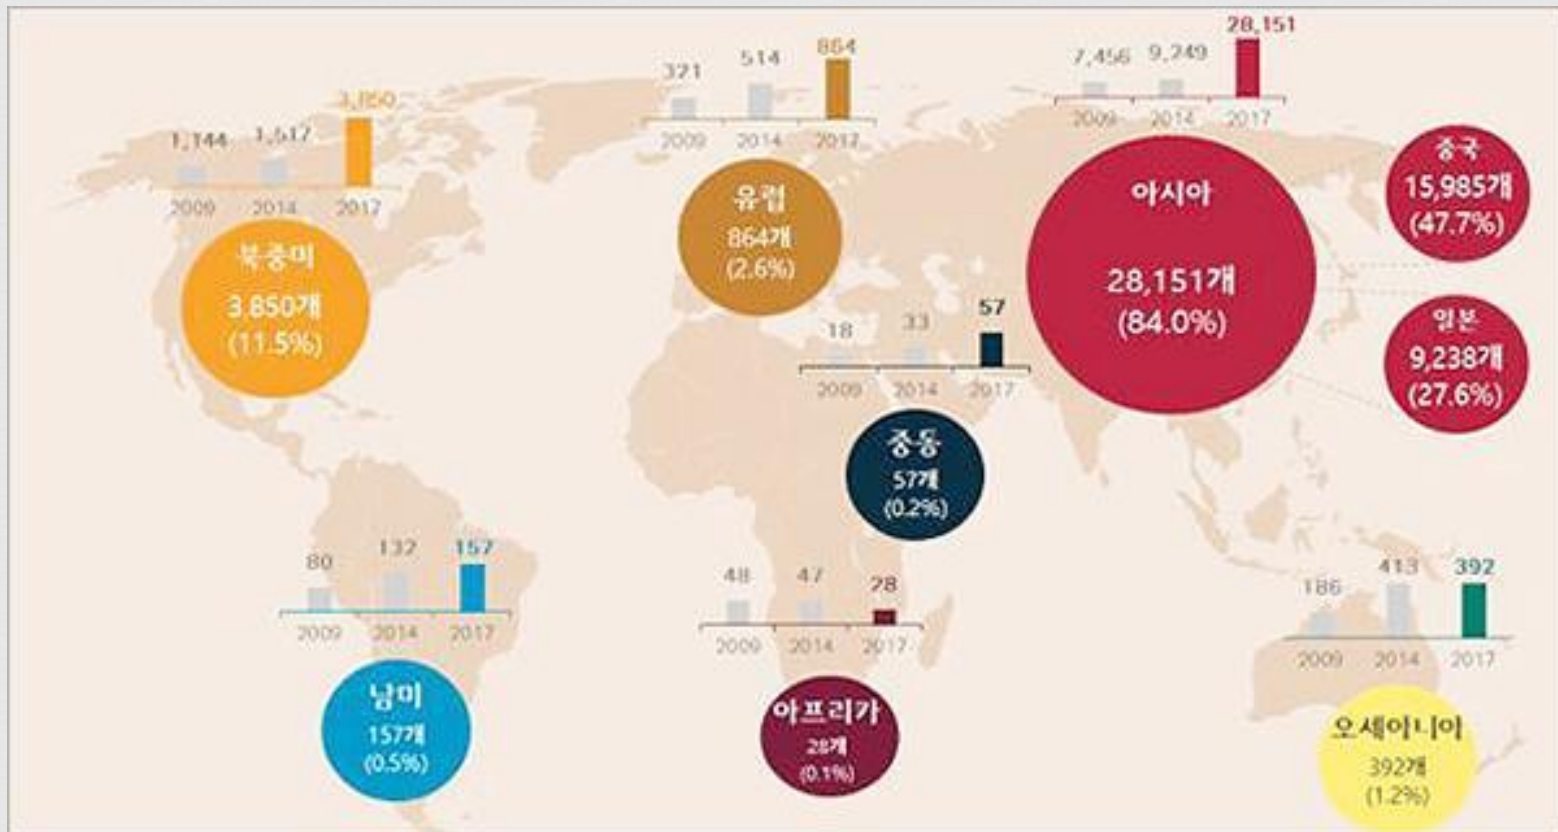 3,850
1,144 1,517
2009 2014 2017
북중미
3,850개
(11.5%)
864
321 514
2009 2014 2017
유럽
864개
(2.6%)
28,151
7,456 9,249
2009 2014 2017
아시아
28,151개
(84.0%)
중국
15,985개
(47.7%)
일본
9,238개
(27.6%)
18 33 57
2009 2014 2017
중동
57개
(0.2%)
80 132 157
2009 2014 2017
남미
157개
(0.5%)
48 47 28
2009 2014 2017
아프리카
28개
(0.1%)
186 413 392
2009 2014 2017
오세아니아
392개
(1.2%)